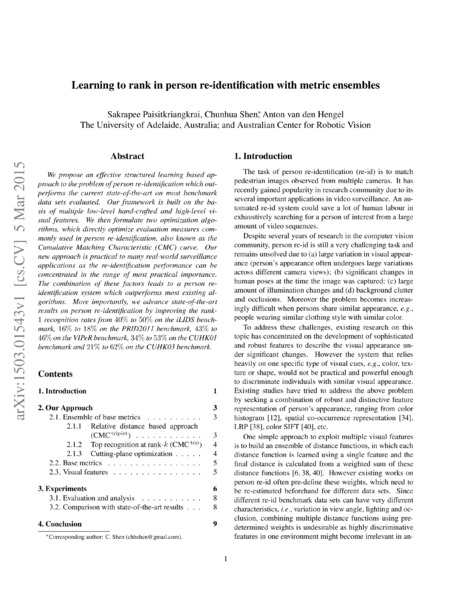 Learning to rank in person re-identification with metric ensembles
Sakrapee Paisitkriangkrai, Chunhua Shen,* Anton van den Hengel
The University of Adelaide, Australia; and Australian Center for Robotic Vision
arXiv:1503.01543v1 [cs.CV] 5 Mar 2015
Abstract
We propose an effective structured learning based ap-
proach to the problem of person re-identification which out-
performs the current state-of-the-art on most benchmark
data sets evaluated. Our framework is built on the ba-
sis of multiple low-level hand-crafted and high-level vi-
sual features. We then formulate two optimization algo-
rithms, which directly optimize evaluation measures com-
monly used in person re-identification, also known as the
Cumulative Matching Characteristic (CMC) curve. Our
new approach is practical to many real-world surveillance
applications as the re-identification performance can be
concentrated in the range of most practical importance.
The combination of these factors leads to a person re-
identification system which outperforms most existing al-
gorithms. More importantly, we advance state-of-the-art
results on person re-identification by improving the rank-
1 recognition rates from 40% to 50% on the iLIDS bench-
mark, 16% to 18% on the PRID2011 benchmark, 43% to
46% on the VIPeR benchmark, 34% to 53% on the CUHK01
benchmark and 21% to 62% on the CUHK03 benchmark.
Contents
1. Introduction 1
2. Our Approach 3
2.1. Ensemble of base metrics . . . . . . . . . . 3
2.1.1 Relative distance based approach
(CMC^triplet) . . . . . . . . . . . . 3
2.1.2 Top recognition at rank-k (CMC^top) 4
2.1.3 Cutting-plane optimization . . . . . 4
2.2. Base metrics . . . . . . . . . . . . . . . . . 5
2.3. Visual features . . . . . . . . . . . . . . . . 5
3. Experiments 6
3.1. Evaluation and analysis . . . . . . . . . . . 8
3.2. Comparison with state-of-the-art results . . . 8
4. Conclusion 9
*Corresponding author: C. Shen (chhshen@gmail.com).
1. Introduction
The task of person re-identification (re-id) is to match
pedestrian images observed from multiple cameras. It has
recently gained popularity in research community due to its
several important applications in video surveillance. An au-
tomated re-id system could save a lot of human labour in
exhaustively searching for a person of interest from a large
amount of video sequences.
Despite several years of research in the computer vision
community, person re-id is still a very challenging task and
remains unsolved due to (a) large variation in visual appear-
ance (person's appearance often undergoes large variations
across different camera views); (b) significant changes in
human poses at the time the image was captured; (c) large
amount of illumination changes and (d) background clutter
and occlusions. Moreover the problem becomes increas-
ingly difficult when persons share similar appearance, e.g.,
people wearing similar clothing style with similar color.
To address these challenges, existing research on this
topic has concentrated on the development of sophisticated
and robust features to describe the visual appearance un-
der significant changes. However the system that relies
heavily on one specific type of visual cues, e.g., color, tex-
ture or shape, would not be practical and powerful enough
to discriminate individuals with similar visual appearance.
Existing studies have tried to address the above problem
by seeking a combination of robust and distinctive feature
representation of person's appearance, ranging from color
histogram [12], spatial co-occurrence representation [34],
LBP [38], color SIFT [40], etc.
One simple approach to exploit multiple visual features
is to build an ensemble of distance functions, in which each
distance function is learned using a single feature and the
final distance is calculated from a weighted sum of these
distance functions [6, 38, 40]. However existing works on
person re-id often pre-define these weights, which need to
be re-estimated beforehand for different data sets. Since
different re-id benchmark data sets can have very different
characteristics, i.e., variation in view angle, lighting and oc-
clusion, combining multiple distance functions using pre-
determined weights is undesirable as highly discriminative
features in one environment might become irrelevant in an-
1